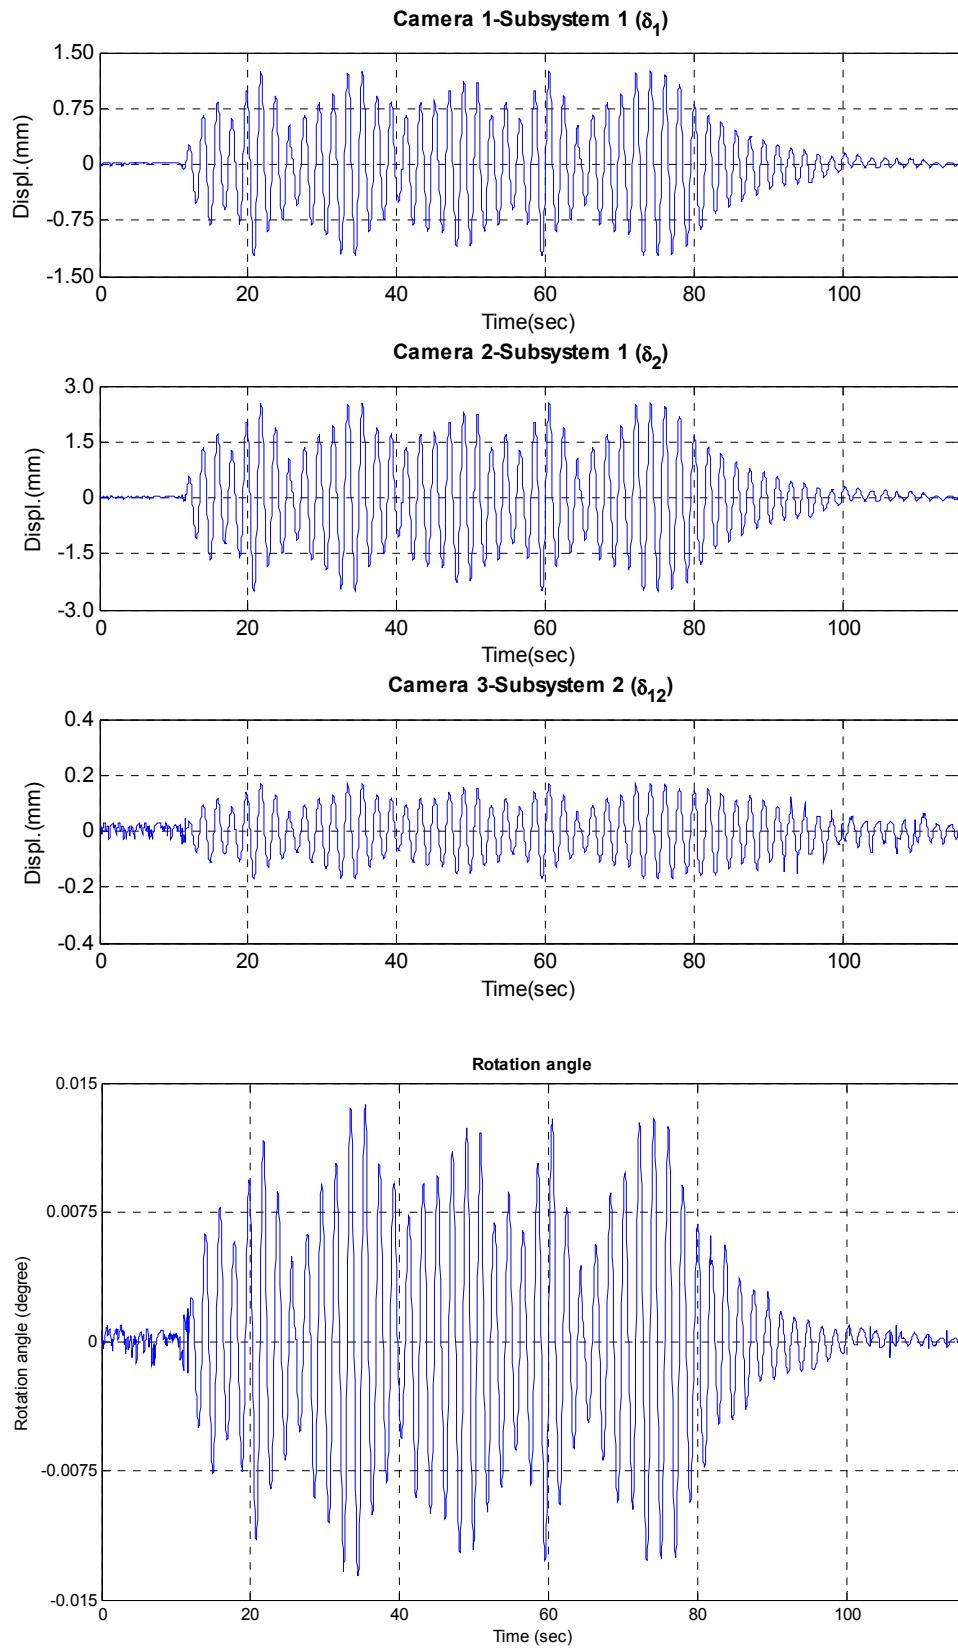 Camera 1-Subsystem 1 (δ1)
1.50
0.75
0
-0.75
-1.50
Displ.(mm)
0 20 40 60 80 100
Time(sec)
Camera 2-Subsystem 1 (δ2)
3.0
1.5
0
-1.5
-3.0
Displ.(mm)
0 20 40 60 80 100
Time(sec)
Camera 3-Subsystem 2 (δ12)
0.4
0.2
0
-0.2
-0.4
Displ.(mm)
0 20 40 60 80 100
Time(sec)
Rotation angle
0.015
0.0075
0
-0.0075
-0.015
Rotation angle (degree)
0 20 40 60 80 100
Time (sec)